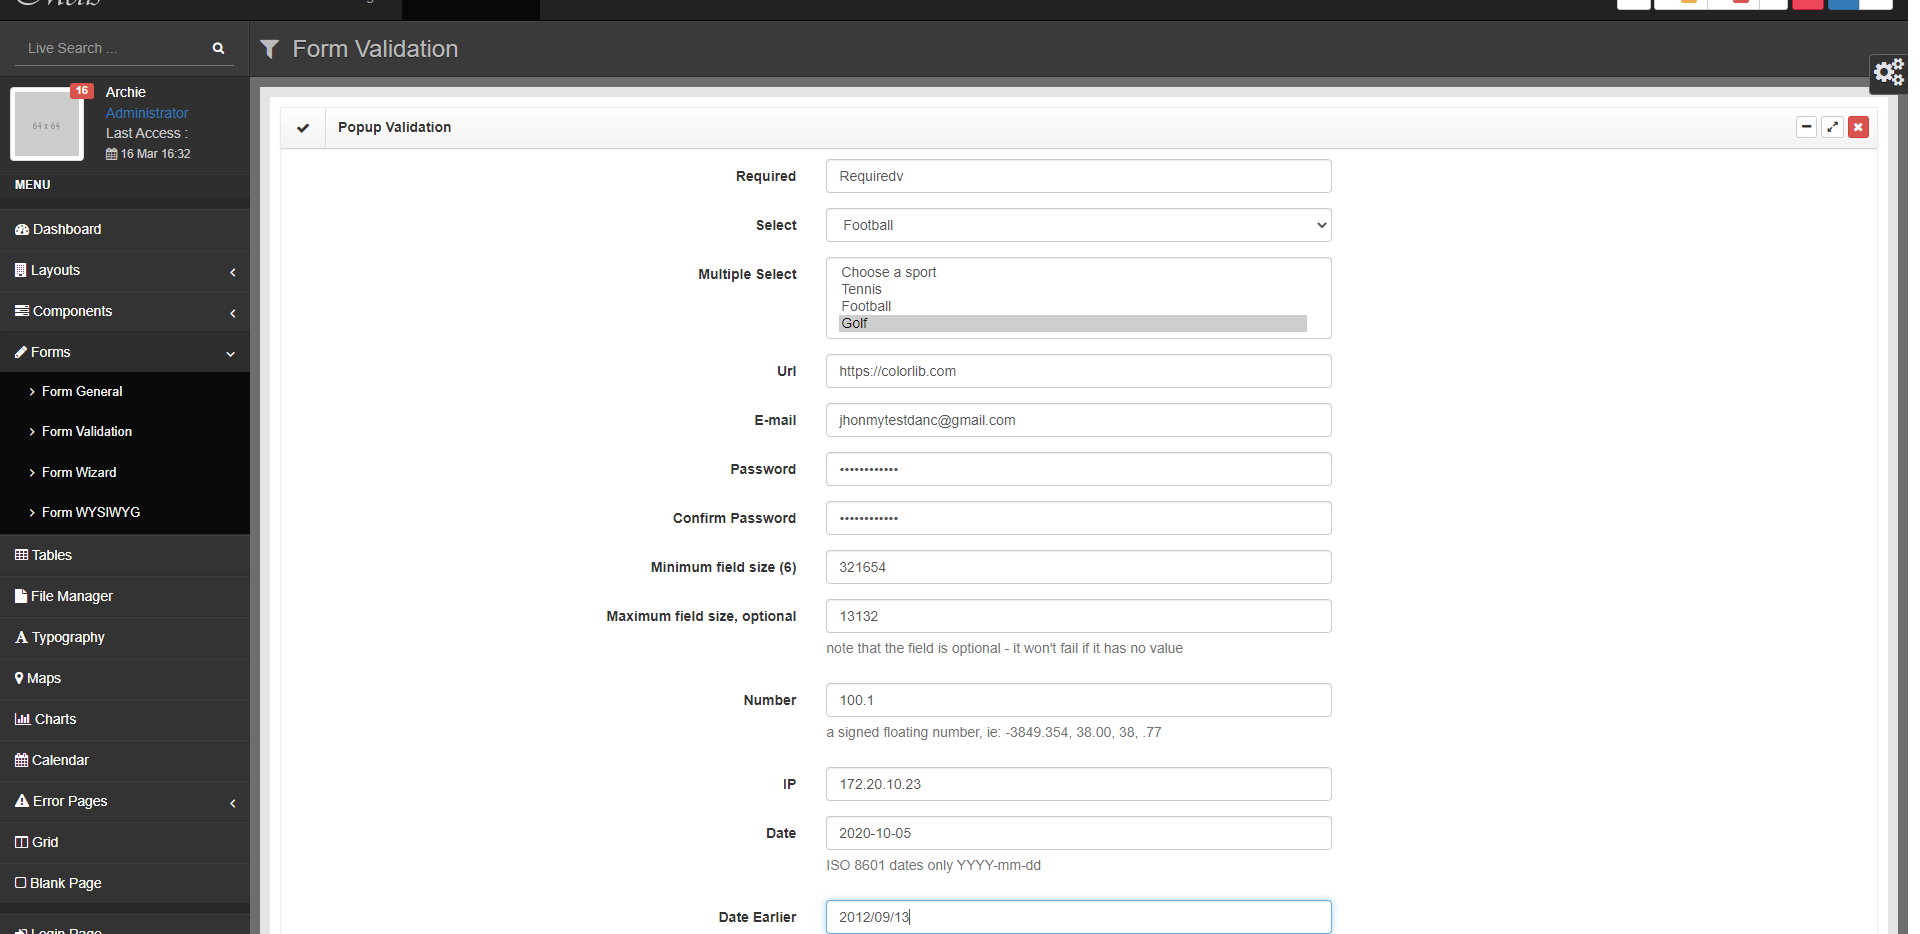 Live Search ...
Form Validation
16
64 x 64
Archie
Administrator
Last Access :
16 Mar 16:32
MENU
Dashboard
Layouts
Components
Forms
Form General
Form Validation
Form Wizard
Form WYSIWYG
Tables
File Manager
Typography
Maps
Charts
Calendar
Error Pages
Grid
Blank Page
Login Page
Popup Validation
Required
Requiredv
Select
Football
Multiple Select
Choose a sport
Tennis
Football
Golf
Url
https://colorlib.com
E-mail
jhonmytestdanc@gmail.com
Password
••••••••••••
Confirm Password
••••••••••••
Minimum field size (6)
321654
Maximum field size, optional
13132
note that the field is optional - it won't fail if it has no value
Number
100.1
a signed floating number, ie: -3849.354, 38.00, 38, .77
IP
172.20.10.23
Date
2020-10-05
ISO 8601 dates only YYYY-mm-dd
Date Earlier
2012/09/13